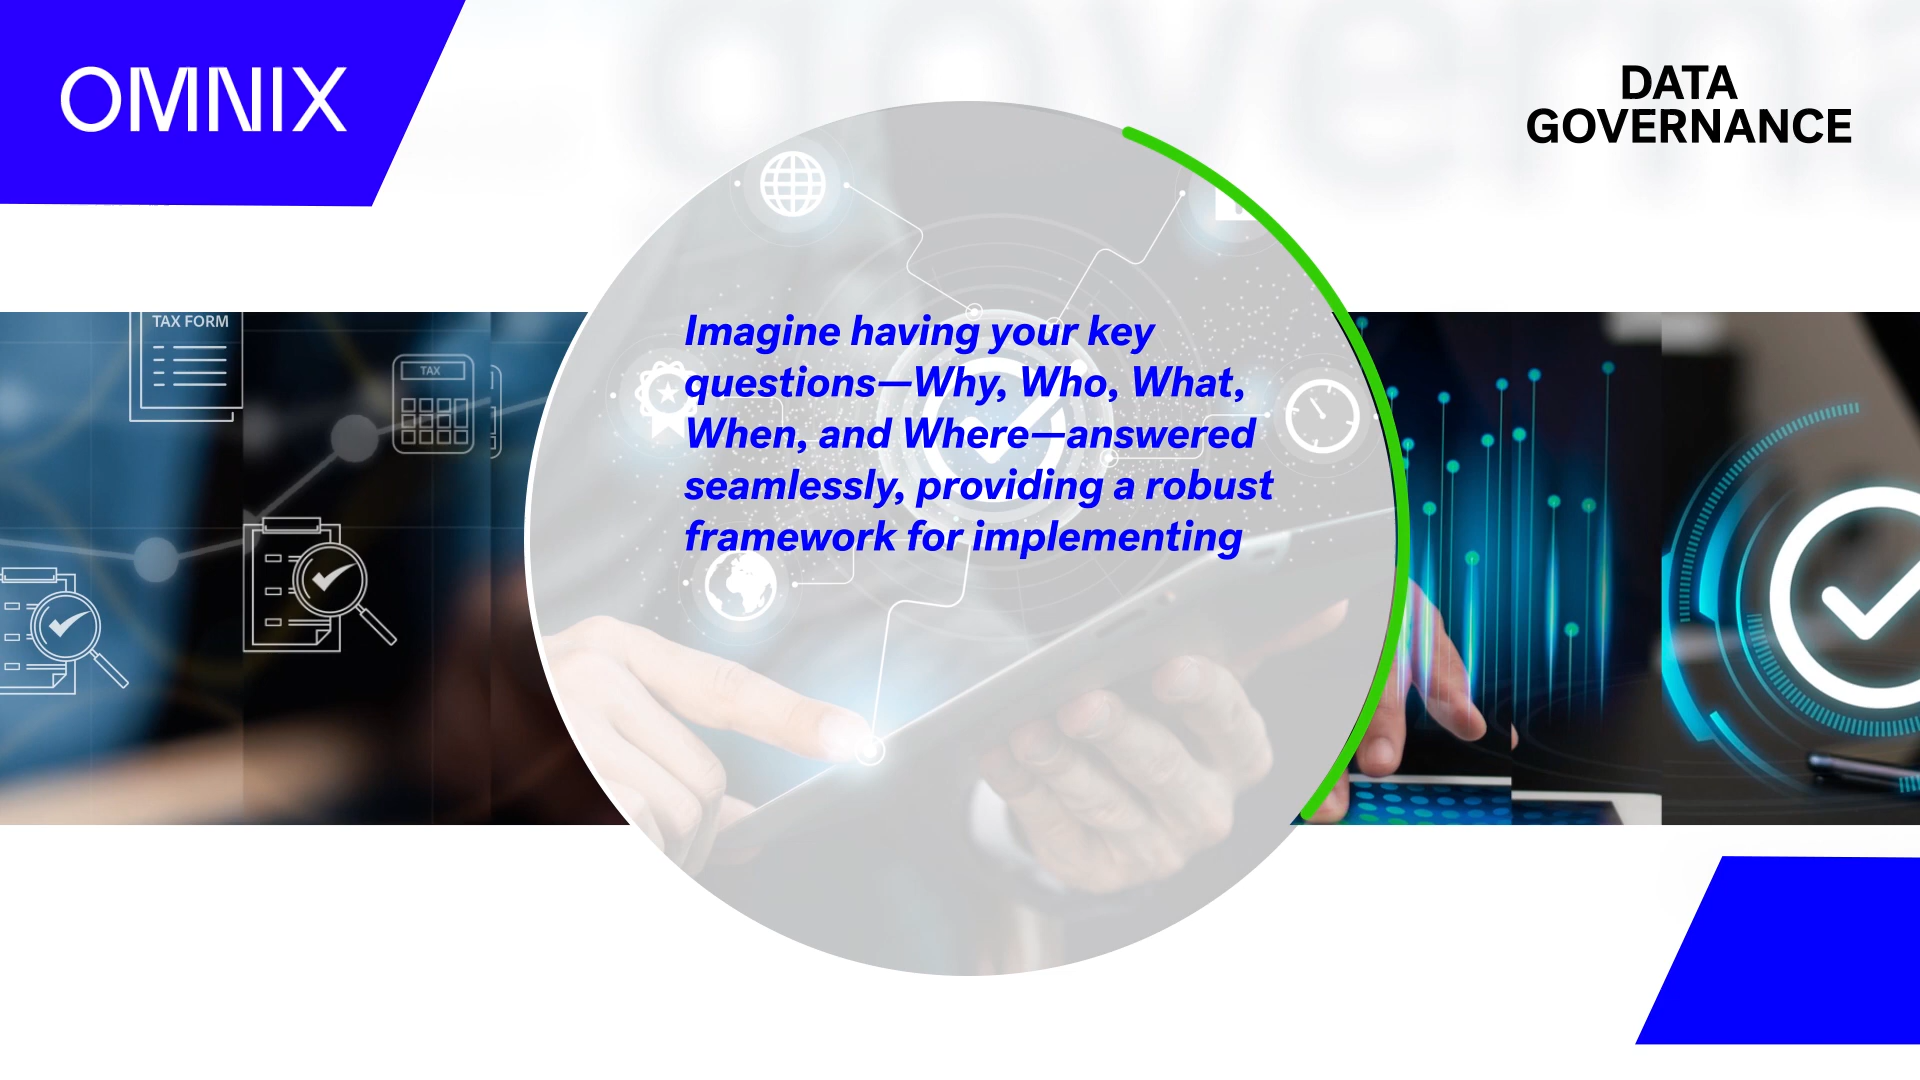 OMNIX
DATA
GOVERNANCE
TAX FORM
TAX
Imagine having your key
questions—Why, Who, What,
When, and Where—answered
seamlessly, providing a robust
framework for implementing